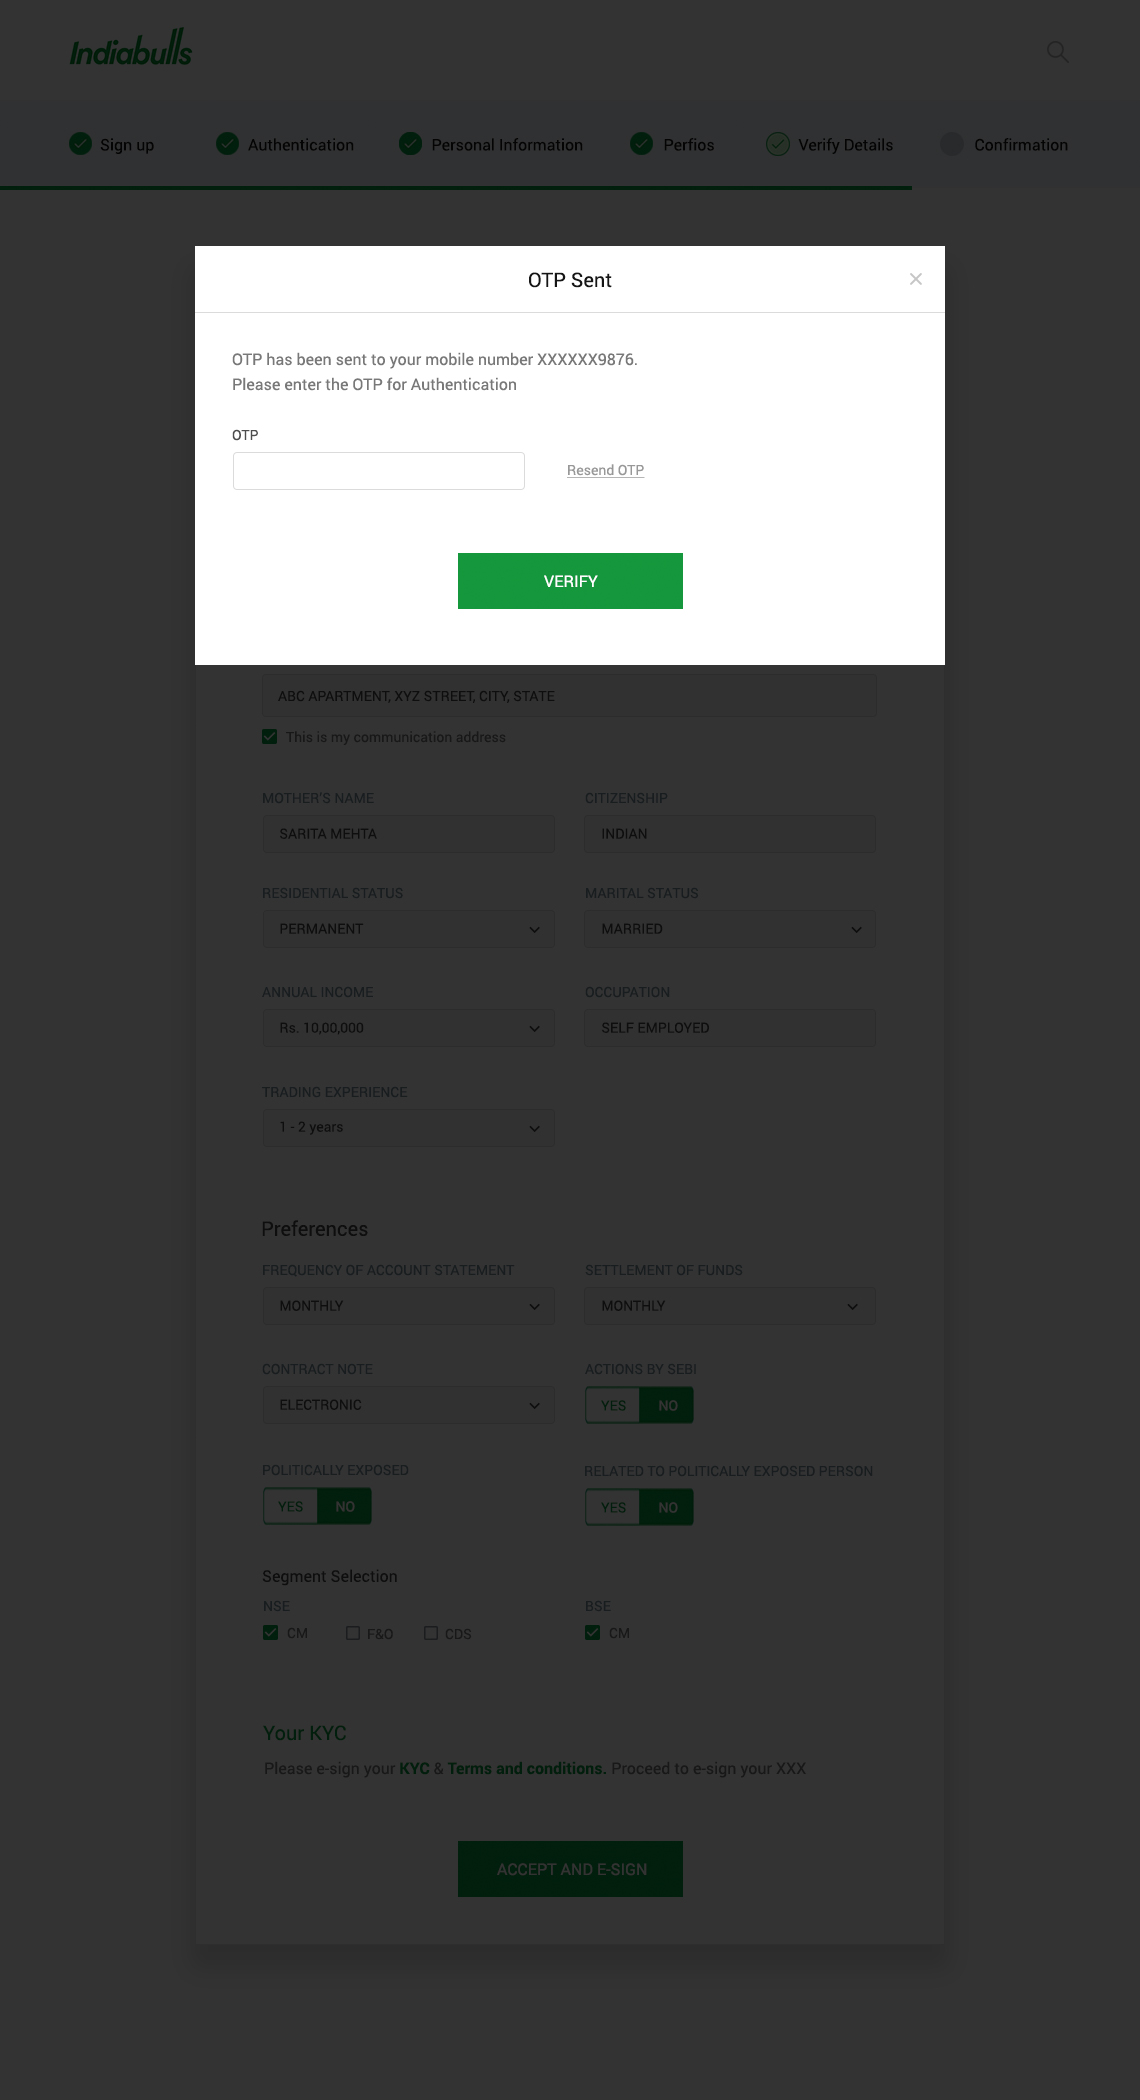 Indiabulls
Sign up Authentication Personal Information Perfios Verify Details Confirmation
OTP Sent
OTP has been sent to your mobile number XXXXXX9876.
Please enter the OTP for Authentication
OTP
Resend OTP
VERIFY
ABC APARTMENT, XYZ STREET, CITY, STATE
This is my communication address
MOTHER'S NAME CITIZENSHIP
SARITA MEHTA INDIAN
RESIDENTIAL STATUS MARITAL STATUS
PERMANENT MARRIED
ANNUAL INCOME OCCUPATION
Rs. 10,00,000 SELF EMPLOYED
TRADING EXPERIENCE
1 - 2 years
Preferences
FREQUENCY OF ACCOUNT STATEMENT SETTLEMENT OF FUNDS
MONTHLY MONTHLY
CONTRACT NOTE ACTIONS BY SEBI
ELECTRONIC YES NO
POLITICALLY EXPOSED RELATED TO POLITICALLY EXPOSED PERSON
YES NO YES NO
Segment Selection
NSE BSE
CM F&O CDS CM
Your KYC
Please e-sign your KYC & Terms and conditions. Proceed to e-sign your XXX
ACCEPT AND E-SIGN